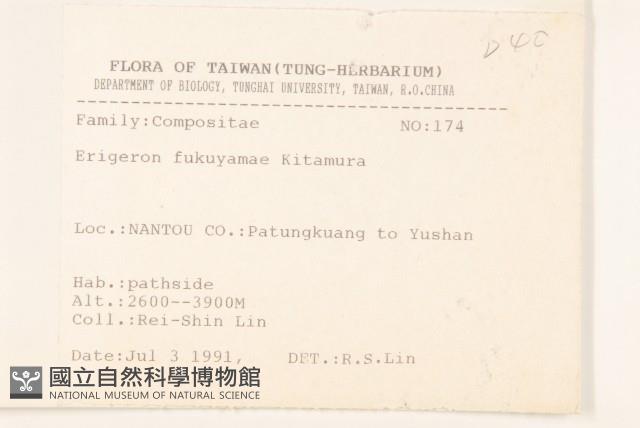 D4C
FLORA OF TAIWAN(TUNG-HERBARIUM)
DEPARTMENT OF BIOLOGY, TUNGHAI UNIVERSITY, TAIWAN, R.O.CHINA
Family:Compositae NO:174
Erigeron fukuyamae Kitamura
Loc.:NANTOU CO.:Patungkuang to Yushan
Hab.:pathside
Alt.:2600--3900M
Coll.:Rei-Shin Lin
Date:Jul 3 1991, DET.:R.S.Lin
國立自然科學博物館
NATIONAL MUSEUM OF NATURAL SCIENCE